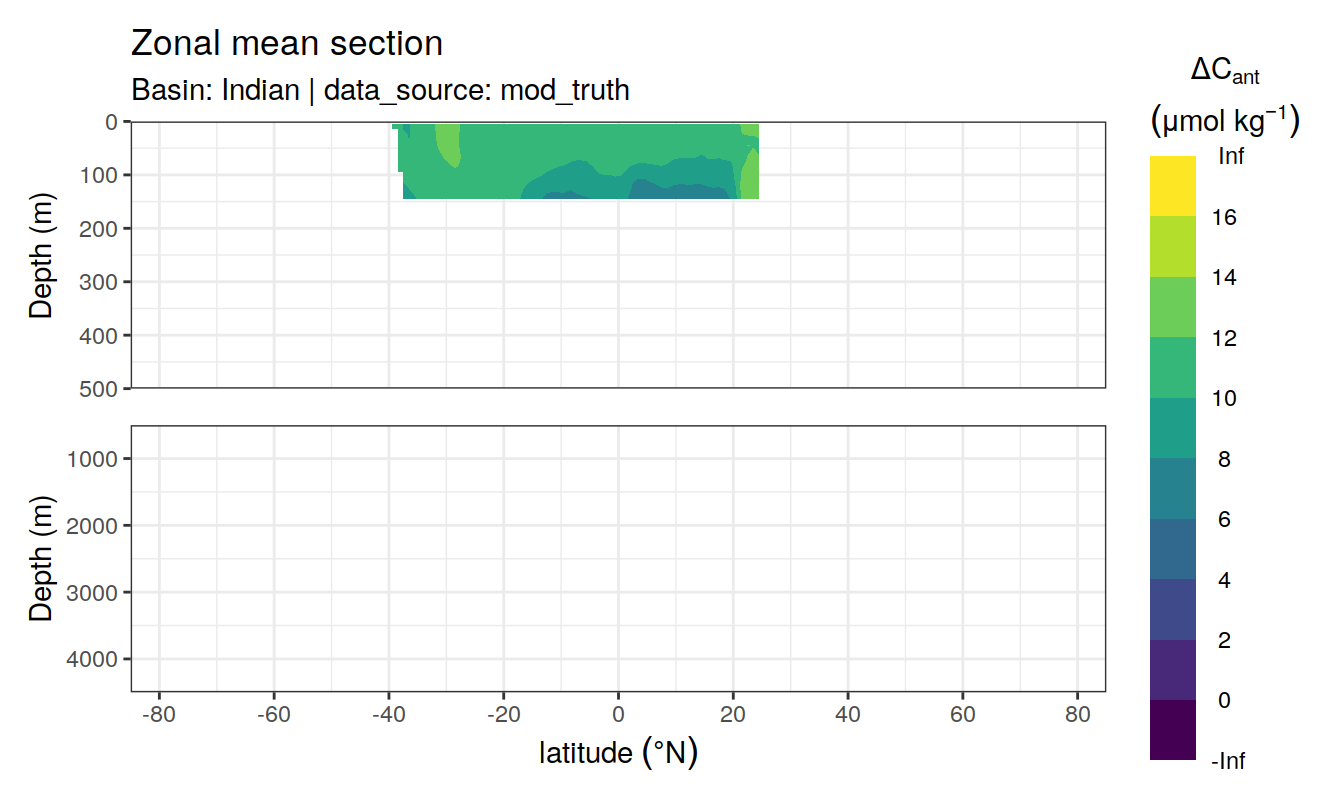 Zonal mean section
Basin: Indian | data_source: mod_truth
ΔCant
(μmol kg⁻¹)
Inf
16
14
12
10
8
6
4
2
0
-Inf
Depth (m)
0
100
200
300
400
500
Depth (m)
1000
2000
3000
4000
-80 -60 -40 -20 0 20 40 60 80
latitude (°N)